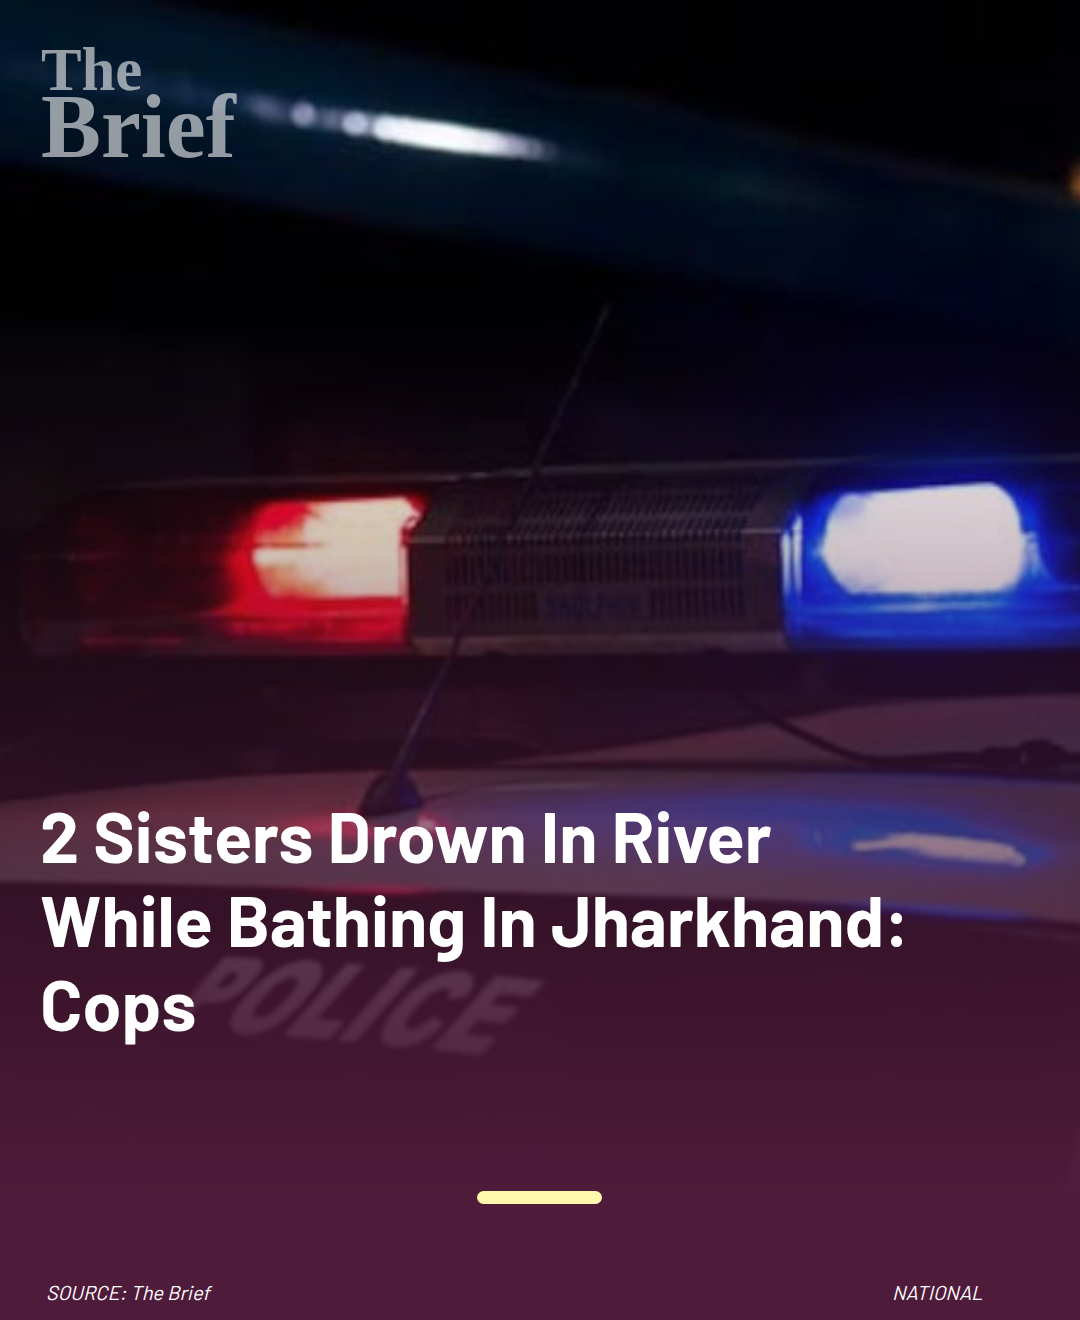 The
Brief
2 Sisters Drown In River
While Bathing In Jharkhand:
Cops
POLICE
SOURCE: The Brief
NATIONAL